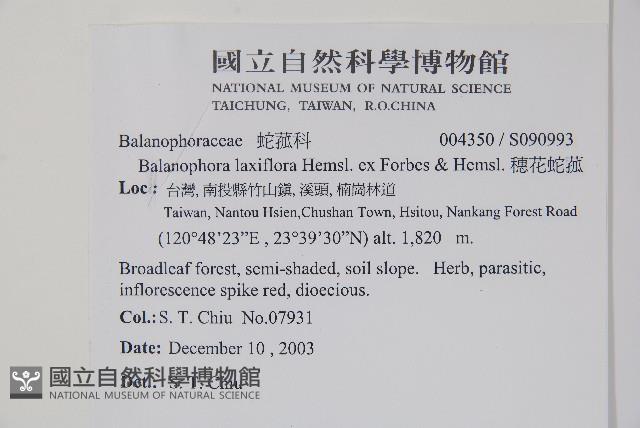 國立自然科學博物館
NATIONAL MUSEUM OF NATURAL SCIENCE
TAICHUNG, TAIWAN, R.O.CHINA
Balanophoraceae 蛇菰科 004350 / S090993
Balanophora laxiflora Hemsl. ex Forbes & Hemsl. 穗花蛇菰
Loc : 台灣, 南投縣竹山鎮, 溪頭, 楠崗林道
Taiwan, Nantou Hsien,Chushan Town, Hsitou, Nankang Forest Road
(120°48'23"E , 23°39'30"N) alt. 1,820 m.
Broadleaf forest, semi-shaded, soil slope. Herb, parasitic,
inflorescence spike red, dioecious.
Col.: S. T. Chiu No.07931
Date: December 10 , 2003
Det.: S. T. Chiu
國立自然科學博物館
NATIONAL MUSEUM OF NATURAL SCIENCE